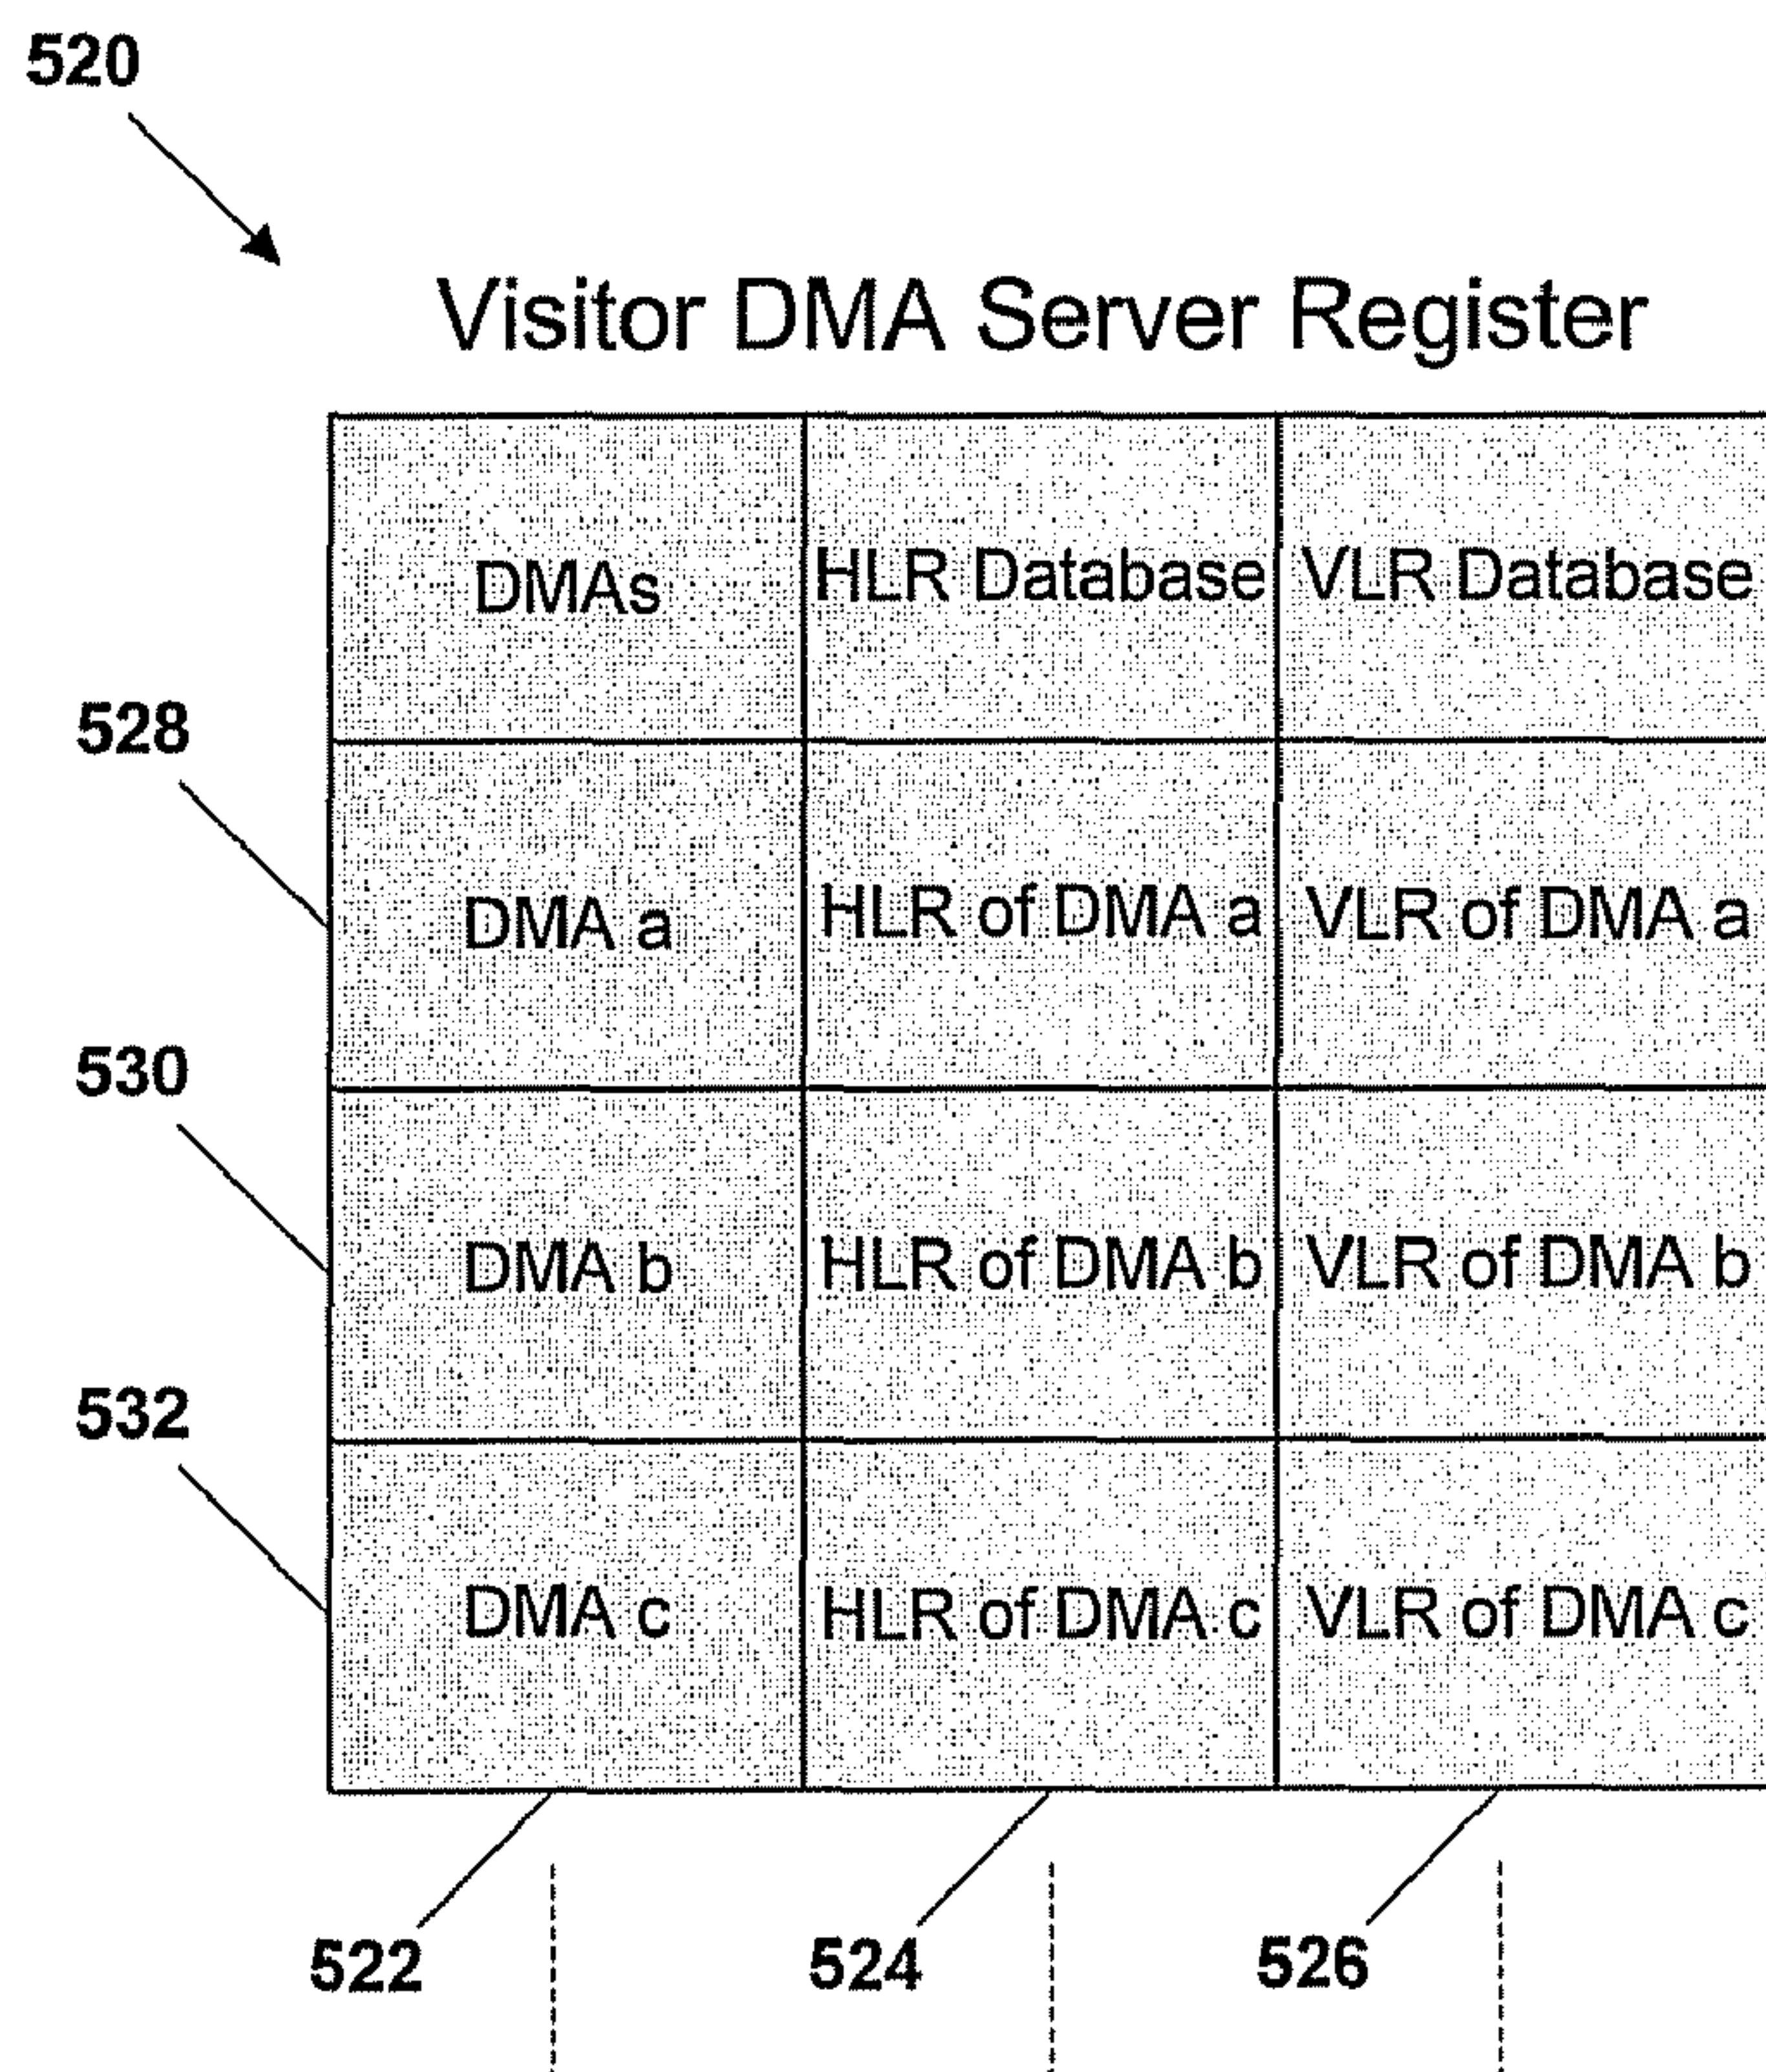 520
Visitor DMA Server Register
DMAs HLR Database VLR Database
528
DMA a HLR of DMA a VLR of DMA a
530
DMA b HLR of DMA b VLR of DMA b
532
DMA c HLR of DMA c VLR of DMA c
522 524 526